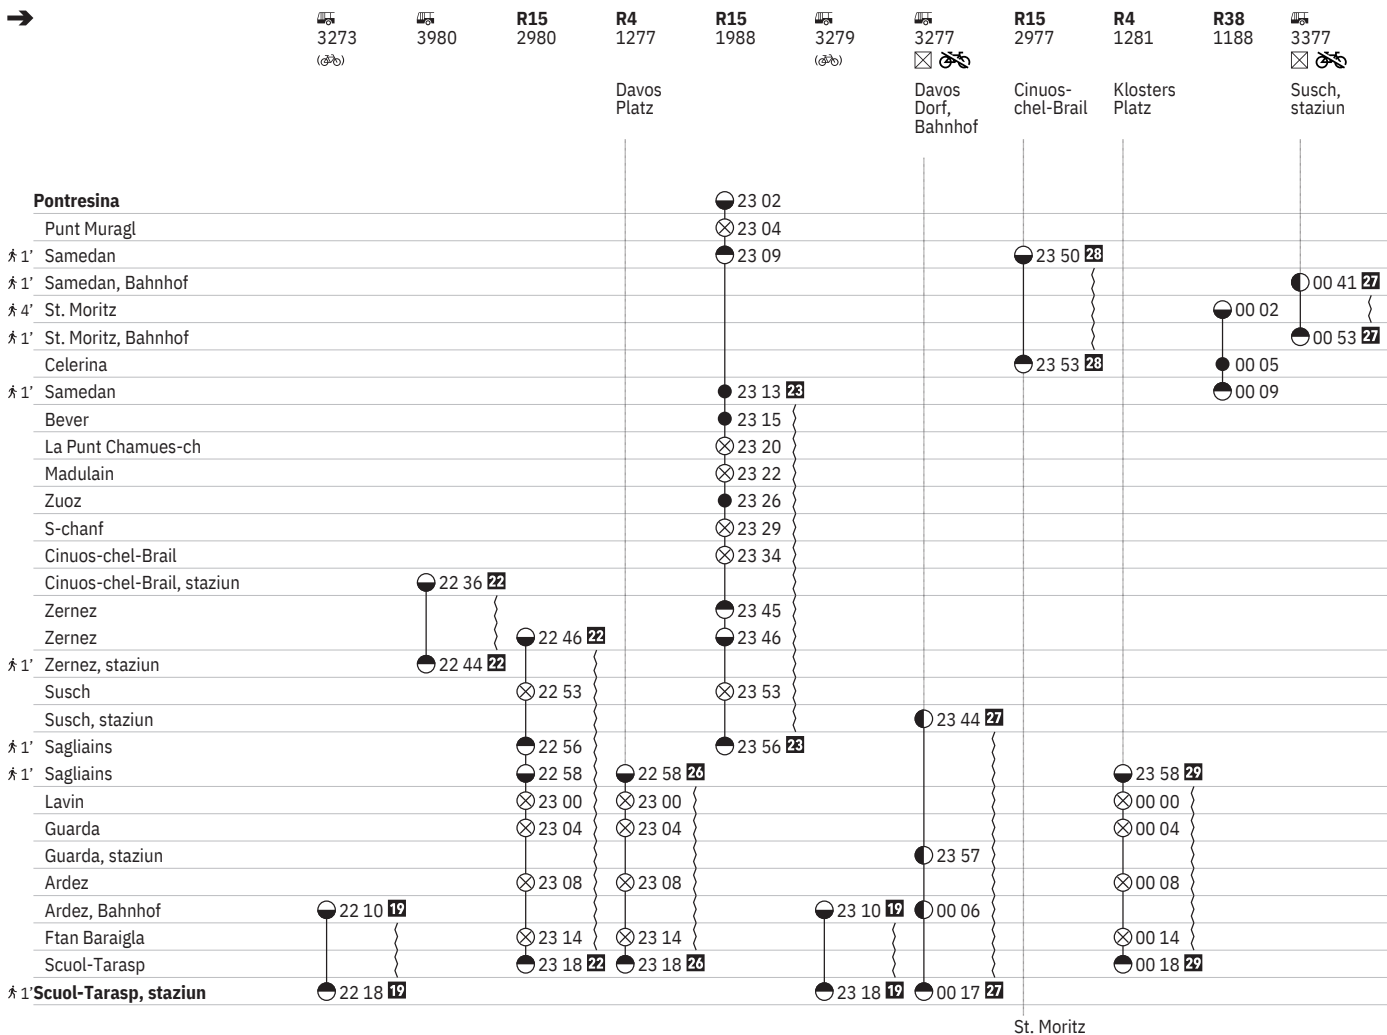 R15 R4 R15 R15 R4 R38
3273 3980 2980 1277 1988 3279 3277 2977 1281 1188 3377
Davos Davos Cinuos- Klosters Susch,
Platz Dorf, chel-Brail Platz staziun
Bahnhof
Pontresina 23 02
Punt Muragl 23 04
1' Samedan 23 09 23 50 28
1' Samedan, Bahnhof 00 41 27
4' St. Moritz 00 02
1' St. Moritz, Bahnhof 00 53 27
Celerina 23 53 28 00 05
1' Samedan 23 13 23 00 09
Bever 23 15
La Punt Chamues-ch 23 20
Madulain 23 22
Zuoz 23 26
S-chanf 23 29
Cinuos-chel-Brail 23 34
Cinuos-chel-Brail, staziun 22 36 22
Zernez 23 45
Zernez 22 46 22 23 46
1' Zernez, staziun 22 44 22
Susch 22 53 23 53
Susch, staziun 23 44 27
1' Sagliains 22 56 23 56 23
1' Sagliains 22 58 22 58 26 23 58 29
Lavin 23 00 23 00 00 00
Guarda 23 04 23 04 00 04
Guarda, staziun 23 57
Ardez 23 08 23 08 00 08
Ardez, Bahnhof 22 10 19 23 10 19 00 06
Ftan Baraigla 23 14 23 14 00 14
Scuol-Tarasp 23 18 22 23 18 26 00 18 29
1' Scuol-Tarasp, staziun 22 18 19 23 18 19 00 17 27
St. Moritz